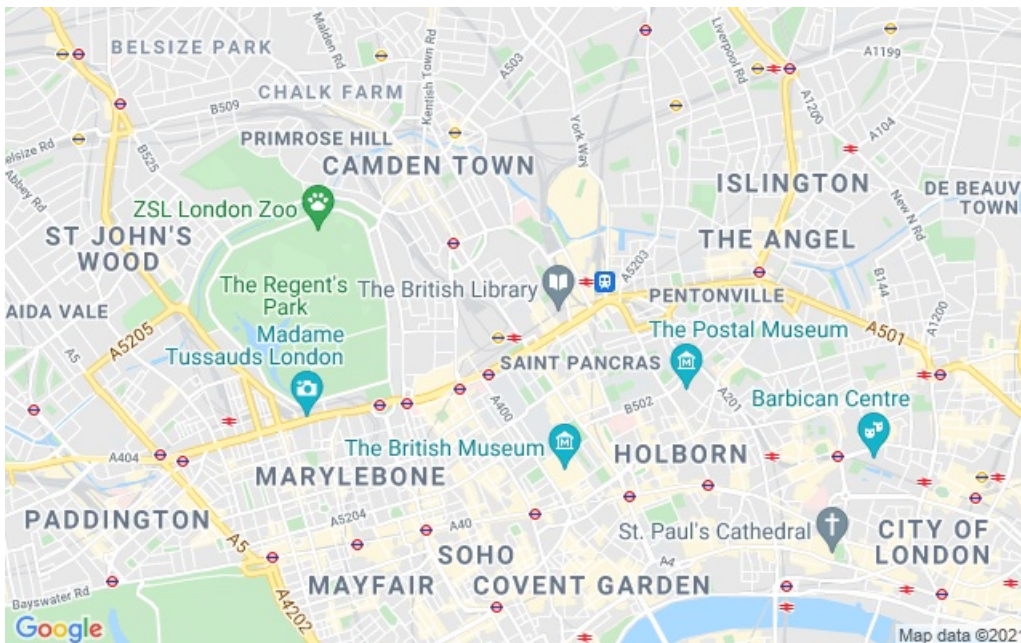 BELSIZE PARK
Malden Rd
Kentish Town Rd
A503
Liverpool Rd
A1199
CHALK FARM
B509
York Way
A1200
A104
PRIMROSE HILL
CAMDEN TOWN
elsize Rd
B525
Abbey Rd
ISLINGTON
DE BEAUV
TOWN
New N Rd
ZSL London Zoo
ST JOHN'S
WOOD
THE ANGEL
A5203
The Regent's
Park
The British Library
PENTONVILLE
B144
AIDA VALE
A5205
A5
Madame
Tussauds London
The Postal Museum
A501
A1200
SAINT PANCRAS
A400
B502
A201
Barbican Centre
The British Museum
HOLBORN
A404
MARYLEBONE
PADDINGTON
A5204
A40
A5
SOHO
St. Paul's Cathedral
CITY OF
LONDON
A4
MAYFAIR
COVENT GARDEN
Bayswater Rd
A4202
Google
Map data ©202